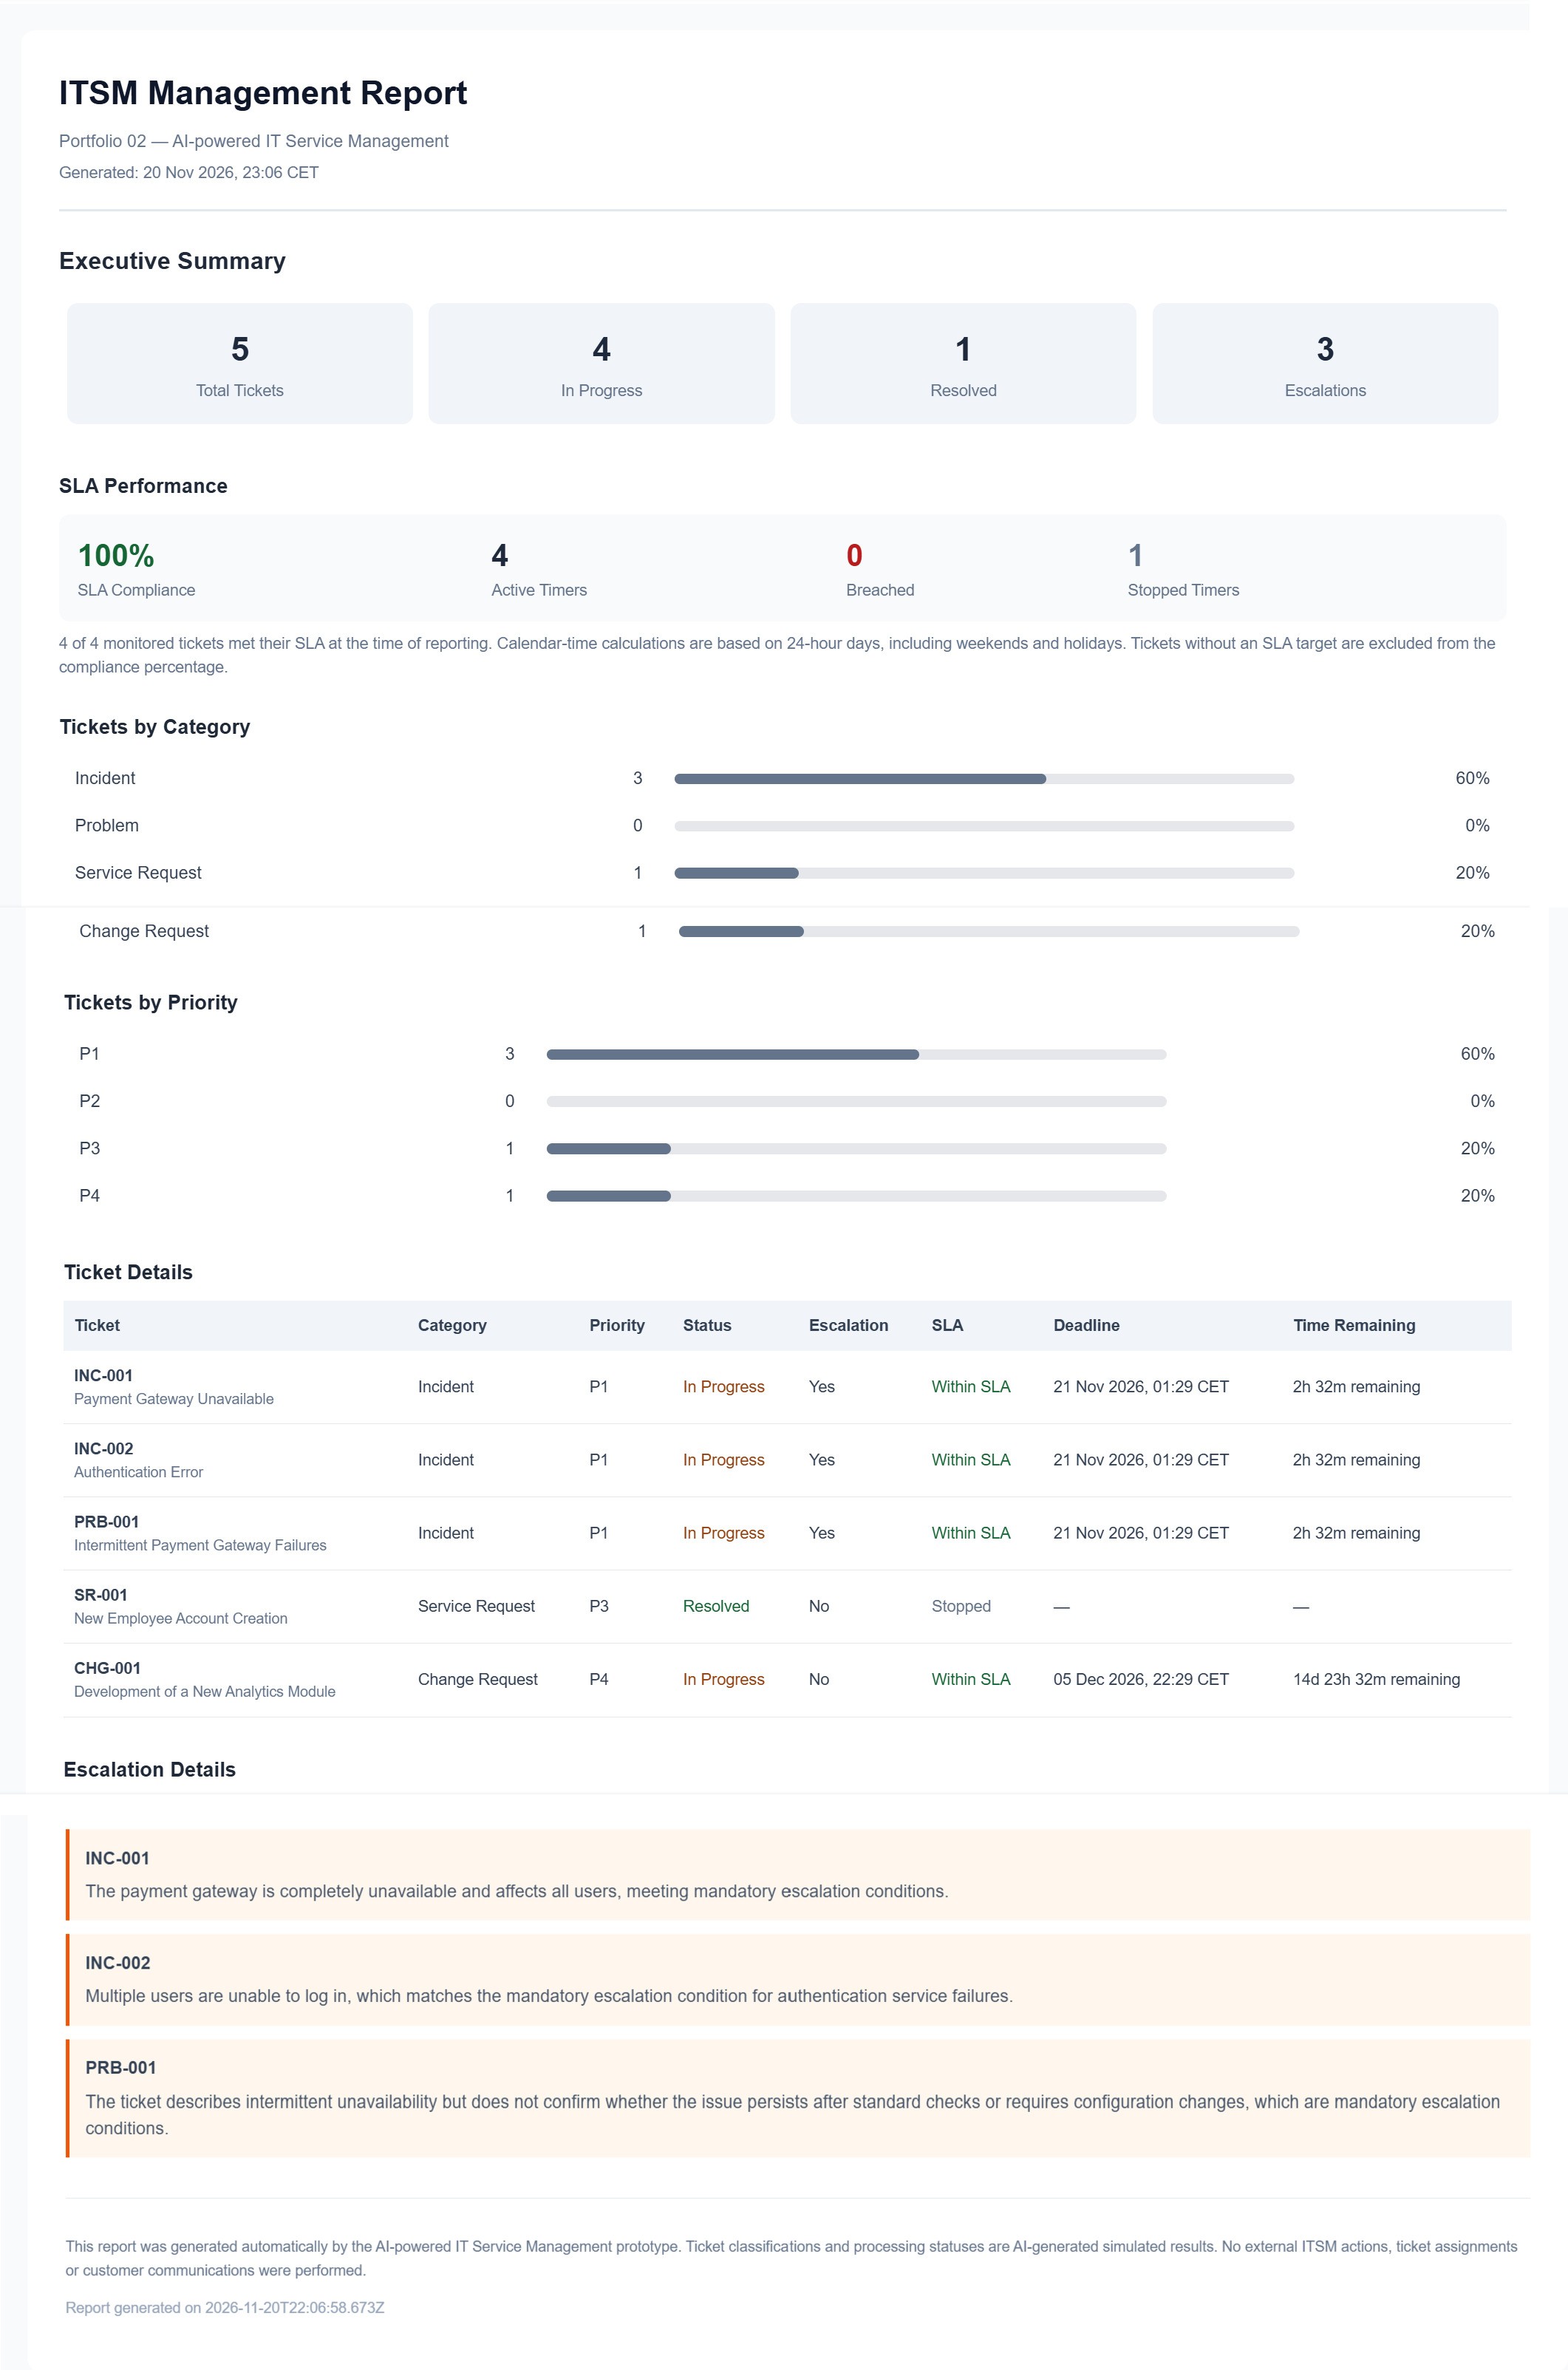 ITSM Management Report
Portfolio 02 — AI-powered IT Service Management
Generated: 20 Nov 2026, 23:06 CET
Executive Summary
5 4 1 3
Total Tickets In Progress Resolved Escalations
SLA Performance
100% 4 0 1
SLA Compliance Active Timers Breached Stopped Timers
4 of 4 monitored tickets met their SLA at the time of reporting. Calendar-time calculations are based on 24-hour days, including weekends and holidays. Tickets without an SLA target are excluded from the
compliance percentage.
Tickets by Category
Incident 3 60%
Problem 0 0%
Service Request 1 20%
Change Request 1 20%
Tickets by Priority
P1 3 60%
P2 0 0%
P3 1 20%
P4 1 20%
Ticket Details
Ticket Category Priority Status Escalation SLA Deadline Time Remaining
INC-001
Payment Gateway Unavailable
Incident P1 In Progress Yes Within SLA 21 Nov 2026, 01:29 CET 2h 32m remaining
INC-002
Authentication Error
Incident P1 In Progress Yes Within SLA 21 Nov 2026, 01:29 CET 2h 32m remaining
PRB-001
Intermittent Payment Gateway Failures
Incident P1 In Progress Yes Within SLA 21 Nov 2026, 01:29 CET 2h 32m remaining
SR-001
New Employee Account Creation
Service Request P3 Resolved No Stopped — —
CHG-001
Development of a New Analytics Module
Change Request P4 In Progress No Within SLA 05 Dec 2026, 22:29 CET 14d 23h 32m remaining
Escalation Details
INC-001
The payment gateway is completely unavailable and affects all users, meeting mandatory escalation conditions.
INC-002
Multiple users are unable to log in, which matches the mandatory escalation condition for authentication service failures.
PRB-001
The ticket describes intermittent unavailability but does not confirm whether the issue persists after standard checks or requires configuration changes, which are mandatory escalation
conditions.
This report was generated automatically by the AI-powered IT Service Management prototype. Ticket classifications and processing statuses are AI-generated simulated results. No external ITSM actions, ticket assignments
or customer communications were performed.
Report generated on 2026-11-20T22:06:58.673Z